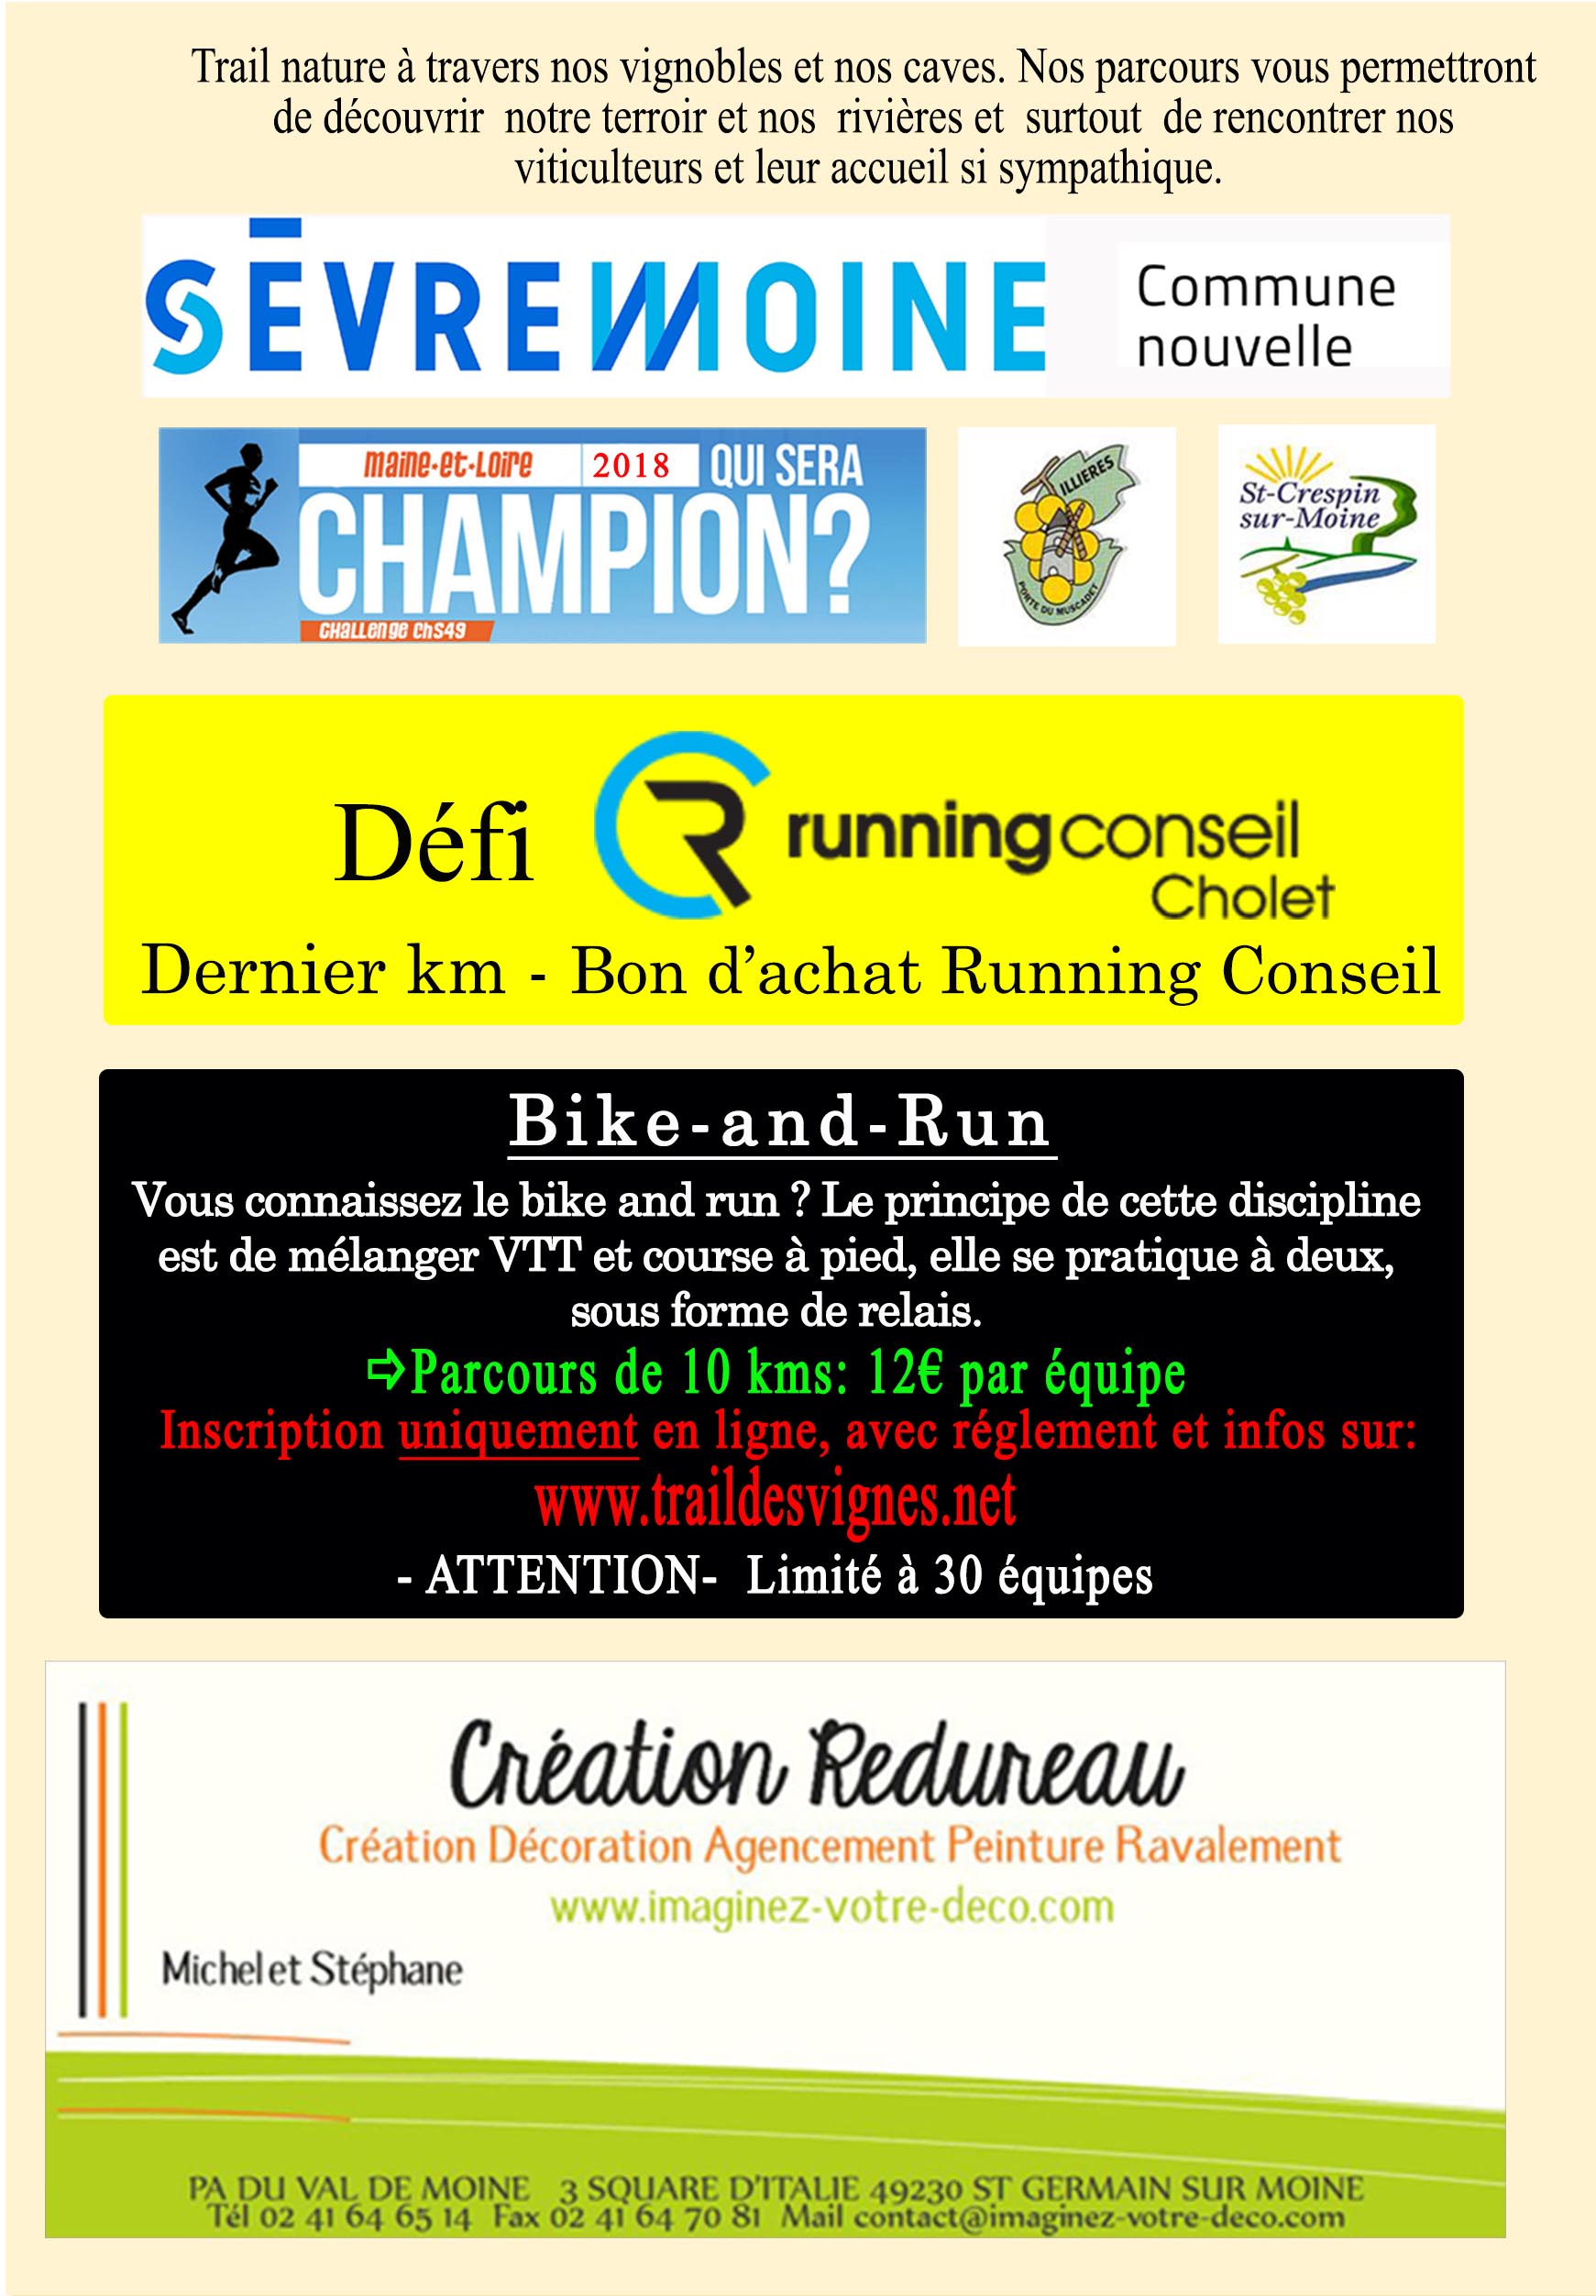 Trail nature à travers nos vignobles et nos caves. Nos parcours vous permettront
de découvrir notre terroir et nos rivières et surtout de rencontrer nos
viticulteurs et leur accueil si sympathique.
SĒVREMOINE
Commune
nouvelle
maine-et-Loire 2018 QUI SERA
CHAMPION?
CHaLLenge CHS49
TILLIERES
PORTE DU MUSCADET
St-Crespin
sur-Moine
Défi
R
runningconseil
Cholet
Dernier km - Bon d’achat Running Conseil
Bike-and-Run
Vous connaissez le bike and run ? Le principe de cette discipline
est de mélanger VTT et course à pied, elle se pratique à deux,
sous forme de relais.
➩Parcours de 10 kms: 12€ par équipe
Inscription uniquement en ligne, avec réglement et infos sur:
www.traildesvignes.net
- ATTENTION- Limité à 30 équipes
Création Redureau
Création Décoration Agencement Peinture Ravalement
www.imaginez-votre-deco.com
Michel et Stéphane
PA DU VAL DE MOINE 3 SQUARE D'ITALIE 49230 ST GERMAIN SUR MOINE
Tél 02 41 64 65 14 Fax 02 41 64 70 81 Mail contact@imaginez-votre-deco.com